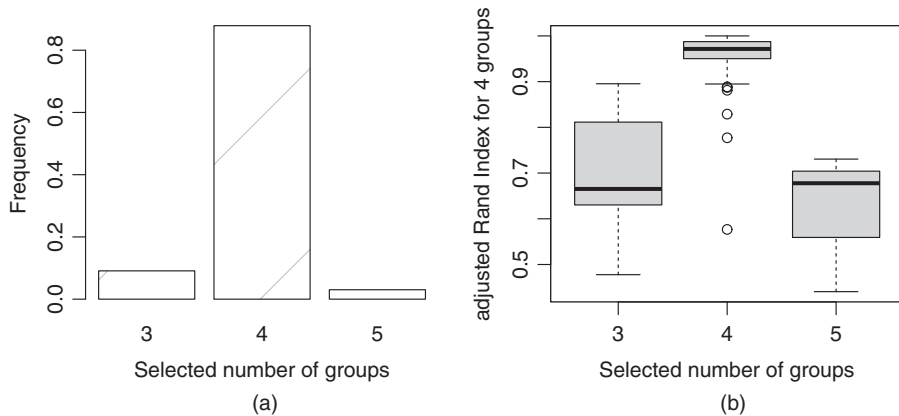 Frequency
0.0
0.2
0.4
0.6
0.8
3 4 5
Selected number of groups
(a)
adjusted Rand Index for 4 groups
0.5
0.7
0.9
3 4 5
Selected number of groups
(b)